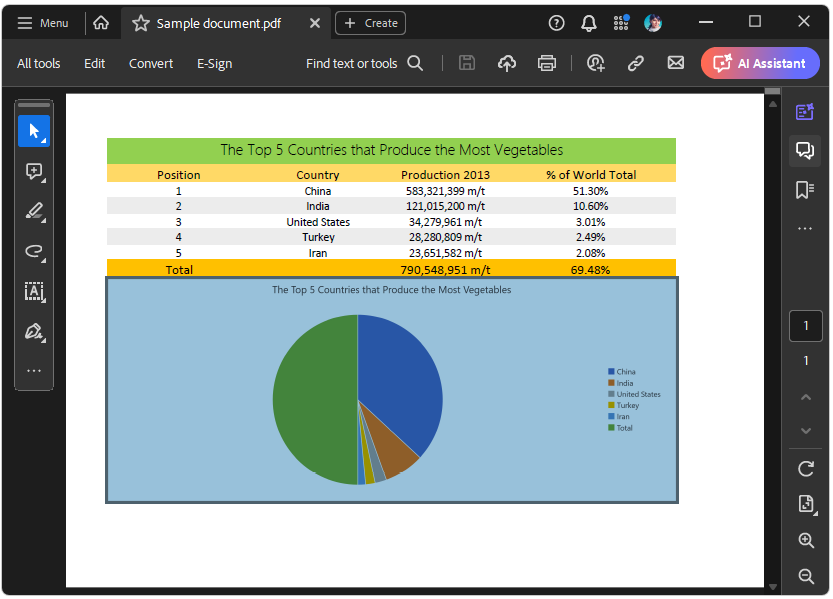 Menu Sample document.pdf Create
All tools Edit Convert E-Sign Find text or tools AI Assistant
The Top 5 Countries that Produce the Most Vegetables
Position Country Production 2013 % of World Total
1 China 583,321,399 m/t 51.30%
2 India 121,015,200 m/t 10.60%
3 United States 34,279,961 m/t 3.01%
4 Turkey 28,280,809 m/t 2.49%
5 Iran 23,651,582 m/t 2.08%
Total 790,548,951 m/t 69.48%
The Top 5 Countries that Produce the Most Vegetables
China
India
United States
Turkey
Iran
Total
1
1